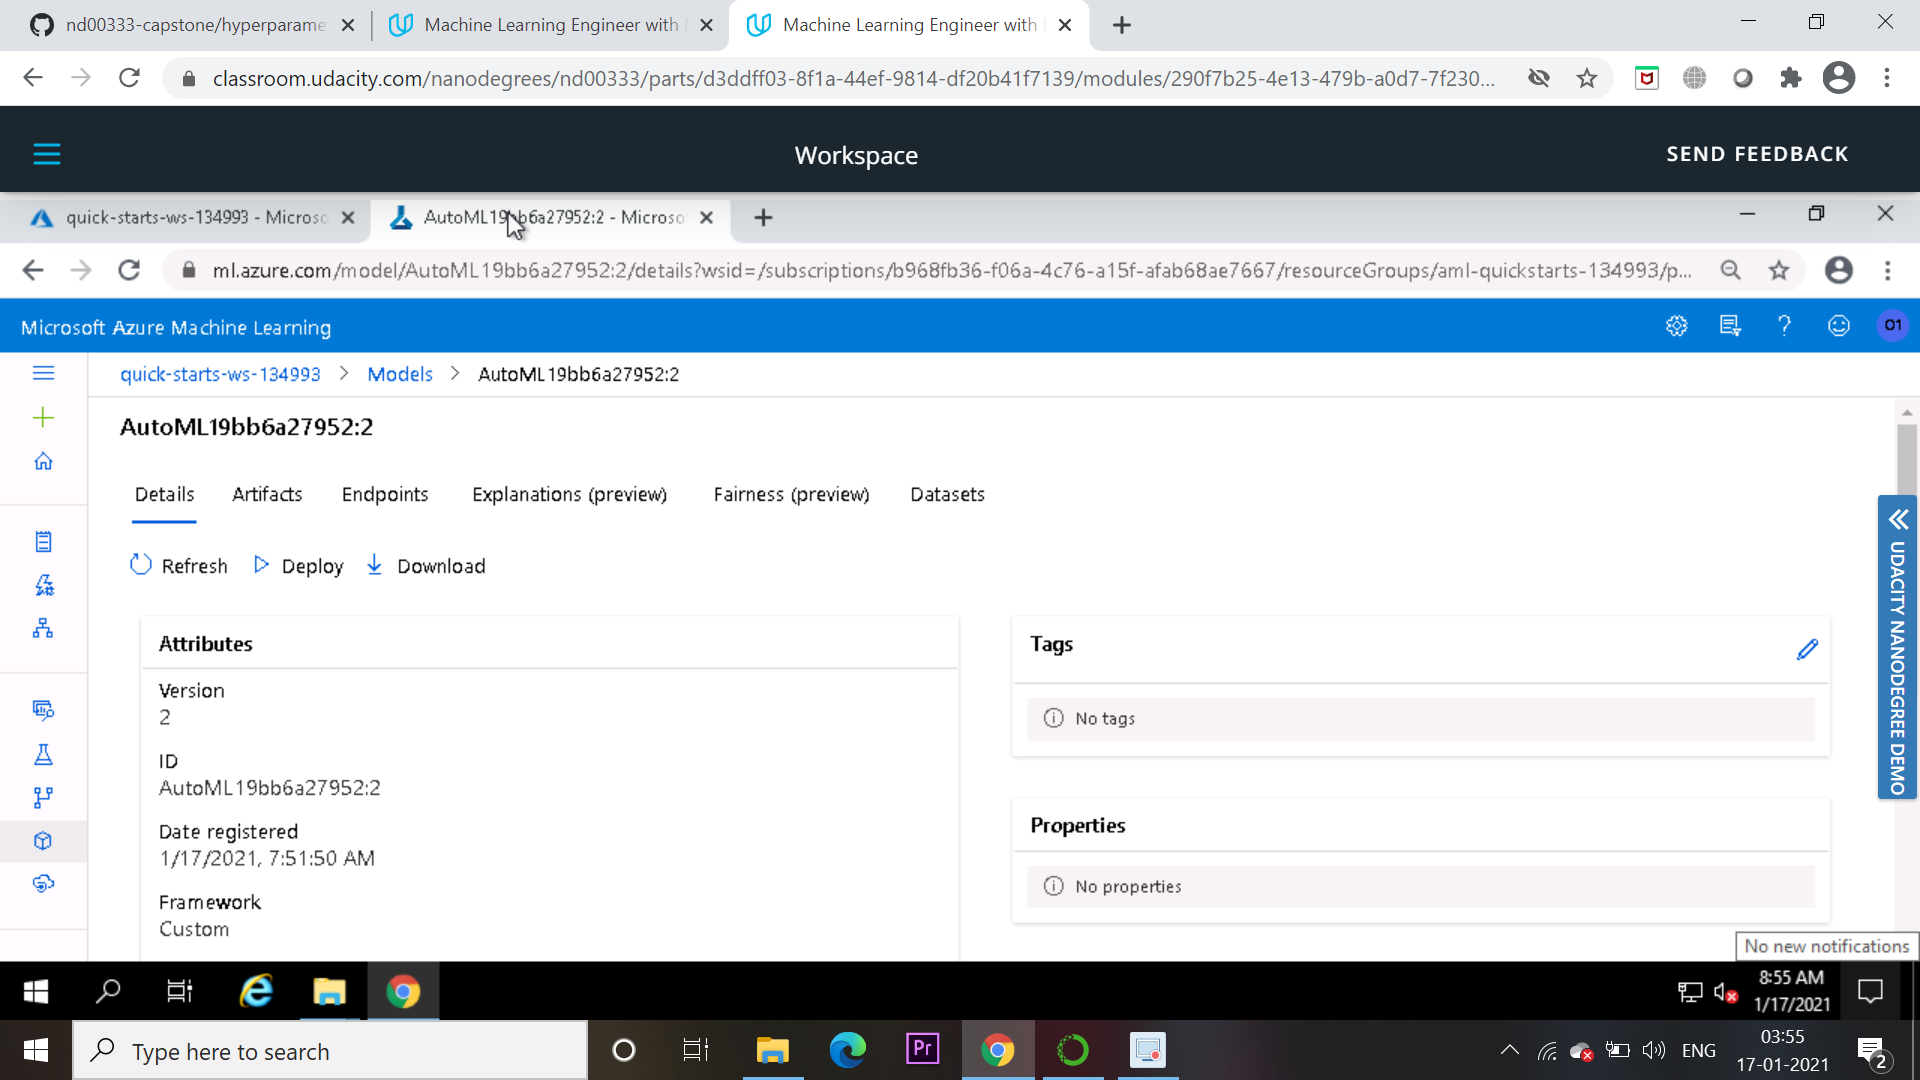 nd00333-capstone/hyperparame
Machine Learning Engineer with
Machine Learning Engineer with
classroom.udacity.com/nanodegrees/nd00333/parts/d3ddff03-8f1a-44ef-9814-df20b41f7139/modules/290f7b25-4e13-479b-a0d7-7f230...
Workspace
SEND FEEDBACK
quick-starts-ws-134993 - Microso
AutoML19bb6a27952:2 - Microso
ml.azure.com/model/AutoML19bb6a27952:2/details?wsid=/subscriptions/b968fb36-f06a-4c76-a15f-afab68ae7667/resourceGroups/aml-quickstarts-134993/p...
Microsoft Azure Machine Learning
01
quick-starts-ws-134993 > Models > AutoML19bb6a27952:2
AutoML19bb6a27952:2
Details Artifacts Endpoints Explanations (preview) Fairness (preview) Datasets
Refresh Deploy Download
UDACITY NANODEGREE DEMO
Attributes
Version
2
ID
AutoML19bb6a27952:2
Date registered
1/17/2021, 7:51:50 AM
Framework
Custom
Tags
No tags
Properties
No properties
No new notifications
8:55 AM
1/17/2021
Type here to search
Pr
ENG
03:55
17-01-2021
2